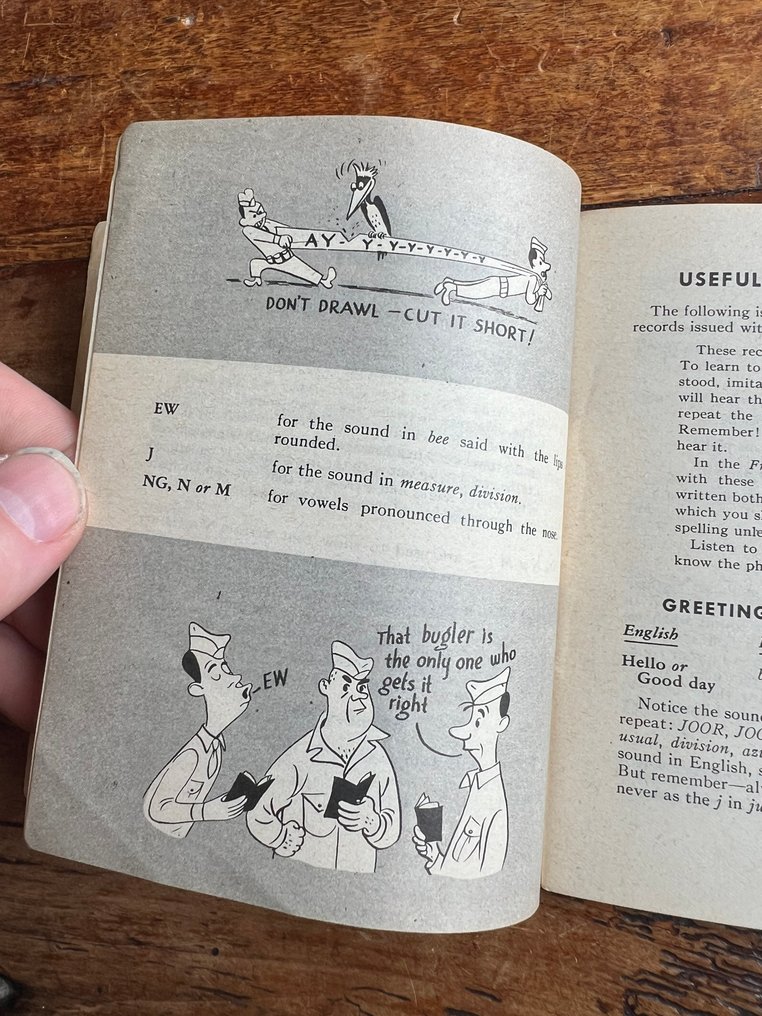 AY- Y-Y-Y-Y-Y-Y-Y
DON'T DRAWL —CUT IT SHORT!
EW for the sound in bee said with the lips
rounded.
J for the sound in measure, division.
NG, N or M for vowels pronounced through the nose.
EW
That bugler is
the only one who
gets it
right
USEFUL
The following is
records issued wit
These rec
To learn to
stood, imita
will hear th
repeat the
Remember!
hear it.
In the Fr
with these
written both
which you s
spelling unle
Listen to
know the ph
GREETING
English
Hello or
Good day
Notice the soun
repeat: JOOR, JOO
usual, division, az
sound in English, s
But remember—al
never as the j in ju